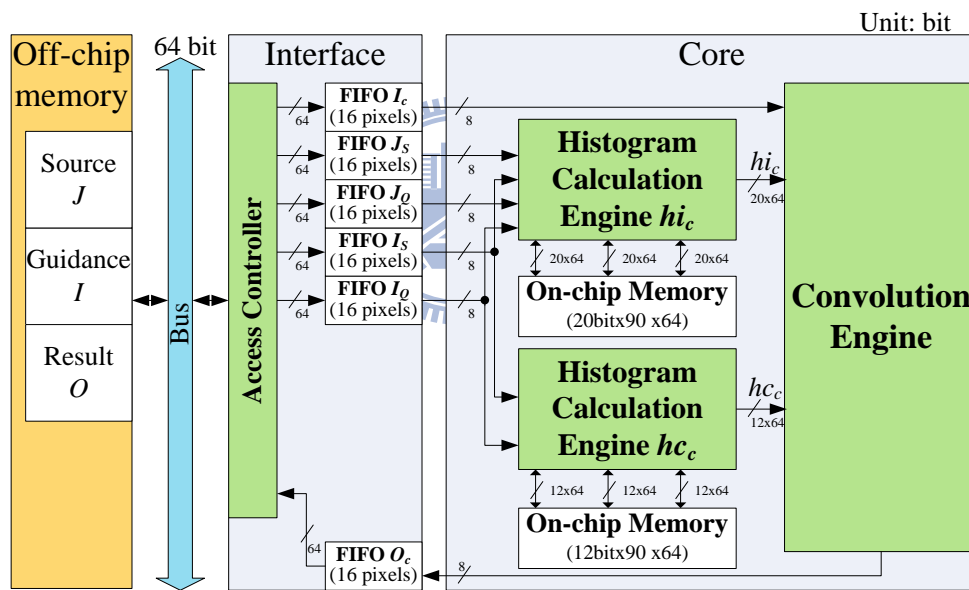 Unit: bit
Off-chip
memory
64 bit
Interface
Core
Source
J
Guidance
I
Result
O
Bus
Access Controller
64
64
64
64
64
FIFO Ic
(16 pixels)
FIFO JS
(16 pixels)
FIFO JQ
(16 pixels)
FIFO IS
(16 pixels)
FIFO IQ
(16 pixels)
8
8
8
8
8
Histogram
Calculation
Engine hic
20x64
20x64
20x64
On-chip Memory
(20bitx90 x64)
hic
20x64
Histogram
Calculation
Engine hcc
12x64
12x64
12x64
On-chip Memory
(12bitx90 x64)
hcc
12x64
Convolution
Engine
64
FIFO Oc
(16 pixels)
8